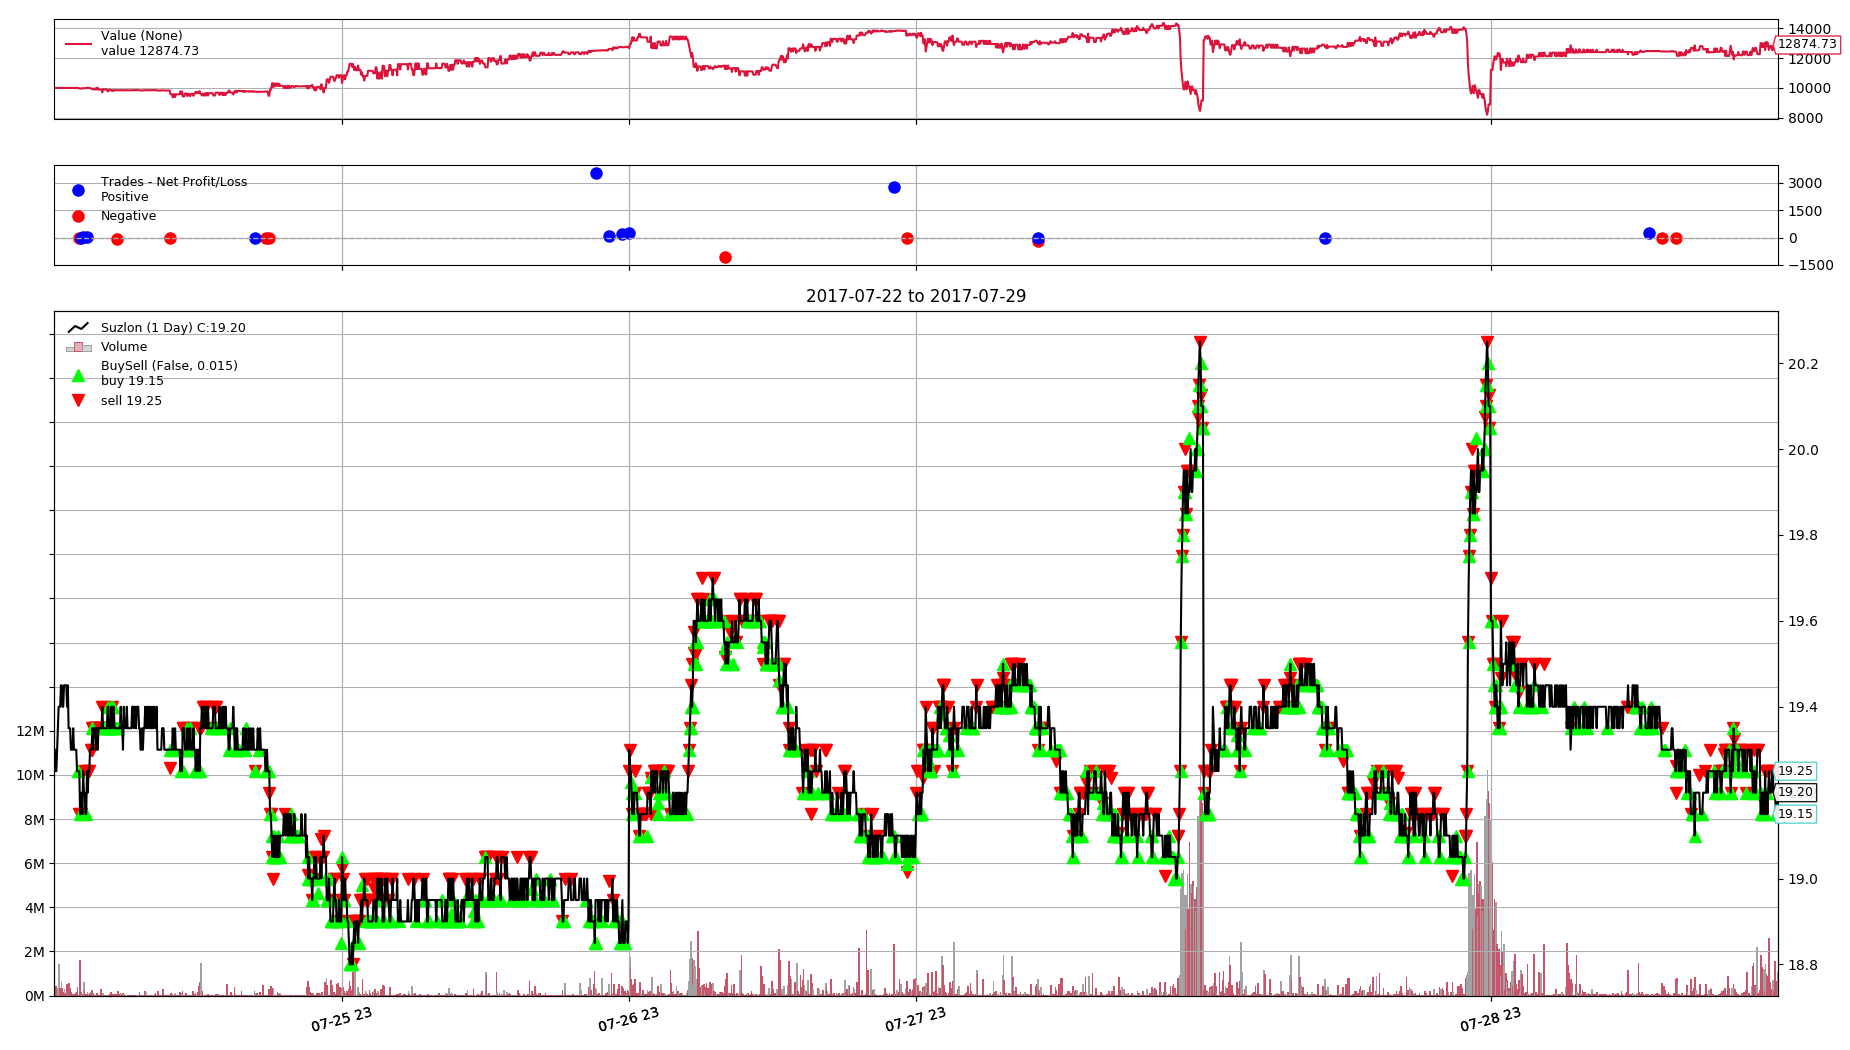 Value (None)
value 12874.73
14000
12874.73
12000
10000
8000
Trades - Net Profit/Loss
Positive
Negative
3000
1500
0
−1500
2017-07-22 to 2017-07-29
Suzlon (1 Day) C:19.20
Volume
BuySell (False, 0.015)
buy 19.15
sell 19.25
20.2
20.0
19.8
19.6
19.4
19.25
19.20
19.15
19.0
18.8
12M
10M
8M
6M
4M
2M
0M
07-25 23
07-26 23
07-27 23
07-28 23